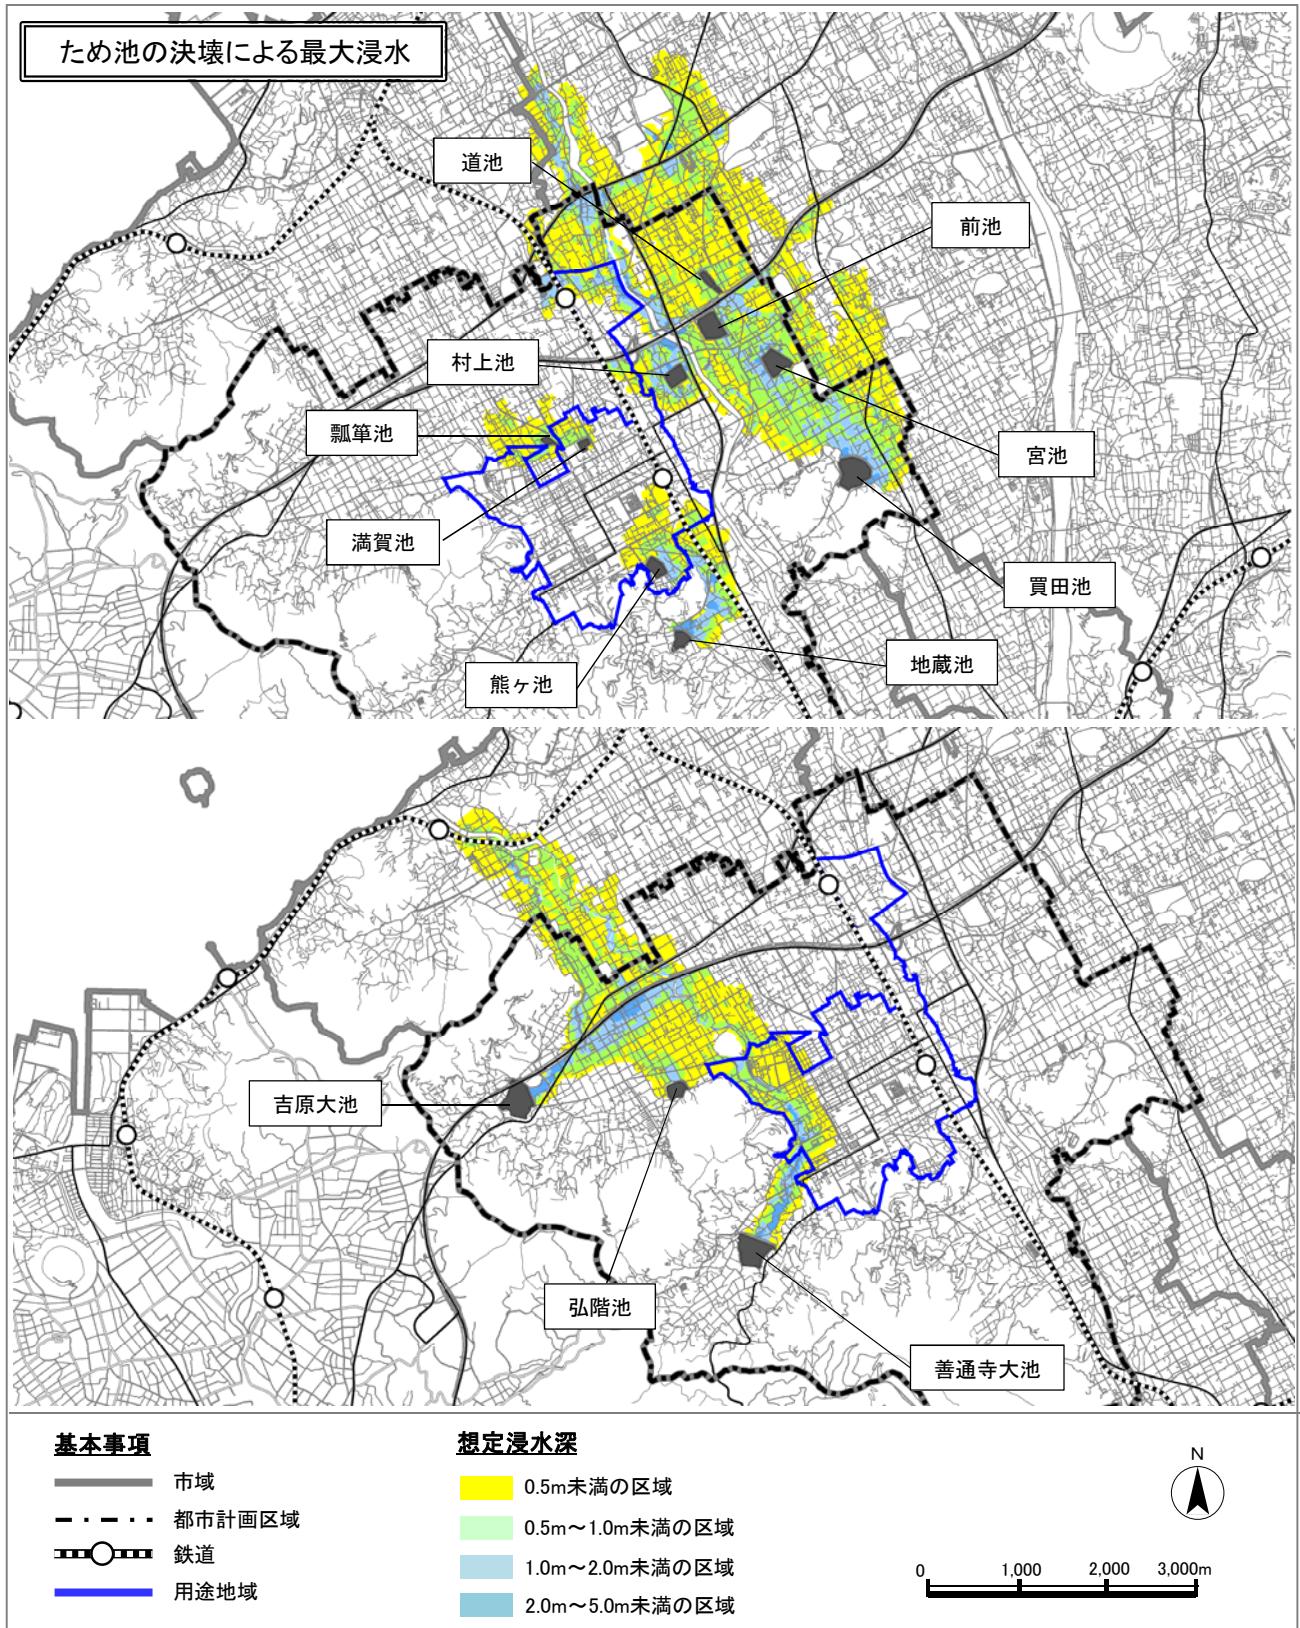 ため池の決壊による最大浸水
道池
前池
村上池
瓢箪池
宮池
満賀池
買田池
地蔵池
熊ヶ池
吉原大池
弘階池
善通寺大池
基本事項
市域
都市計画区域
鉄道
用途地域
想定浸水深
0.5m未満の区域
0.5m～1.0m未満の区域
1.0m～2.0m未満の区域
2.0m～5.0m未満の区域
N
0 1,000 2,000 3,000m